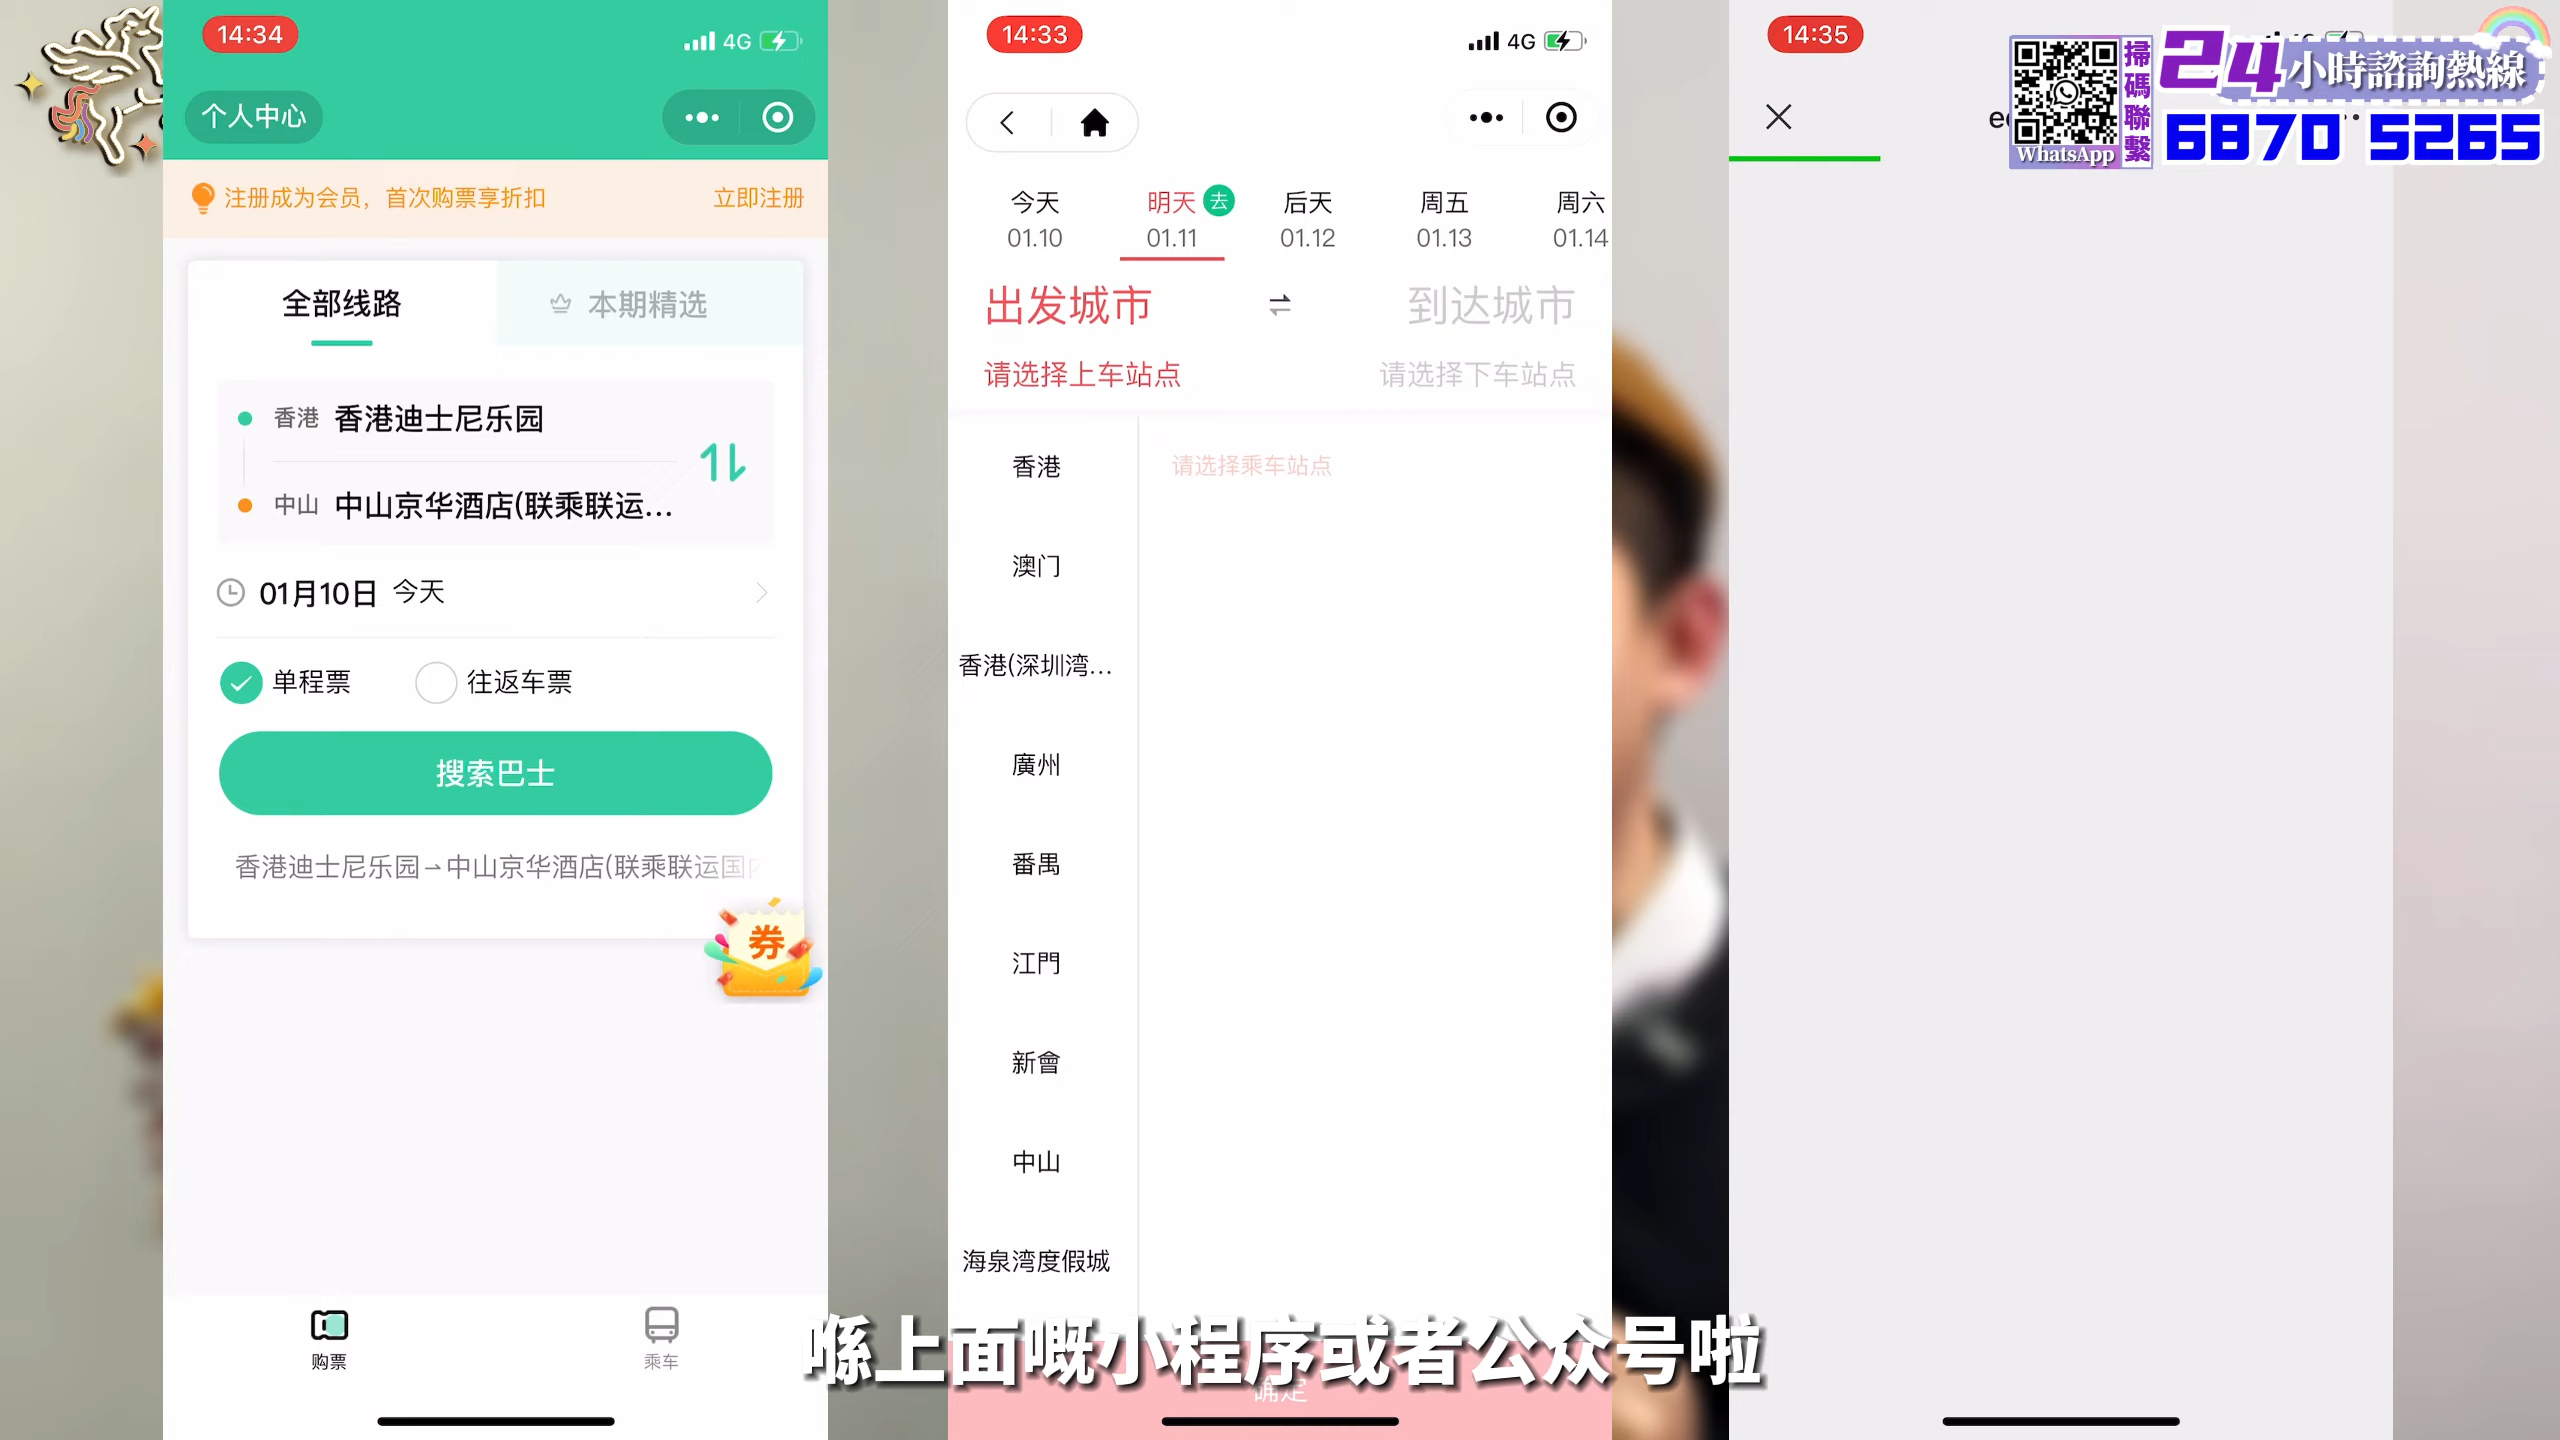 14:34
4G
个人中心
注册成为会员，首次购票享折扣
立即注册
全部线路
本期精选
香港 香港迪士尼乐园
中山 中山京华酒店(联乘联运...
01月10日 今天
单程票
往返车票
搜索巴士
香港迪士尼乐园→中山京华酒店(联乘联运国
券
购票
乘车
14:33
4G
今天
明天 去
后天
周五
周六
01.10
01.11
01.12
01.13
01.14
出发城市
到达城市
请选择上车站点
请选择下车站点
香港
请选择乘车站点
澳门
香港(深圳湾...
廣州
番禺
江門
新會
中山
海泉湾度假城
确定
14:35
掃碼聯繫
WhatsApp
24小時諮詢熱線
6870 5265
喺上面嘅小程序或者公众号啦